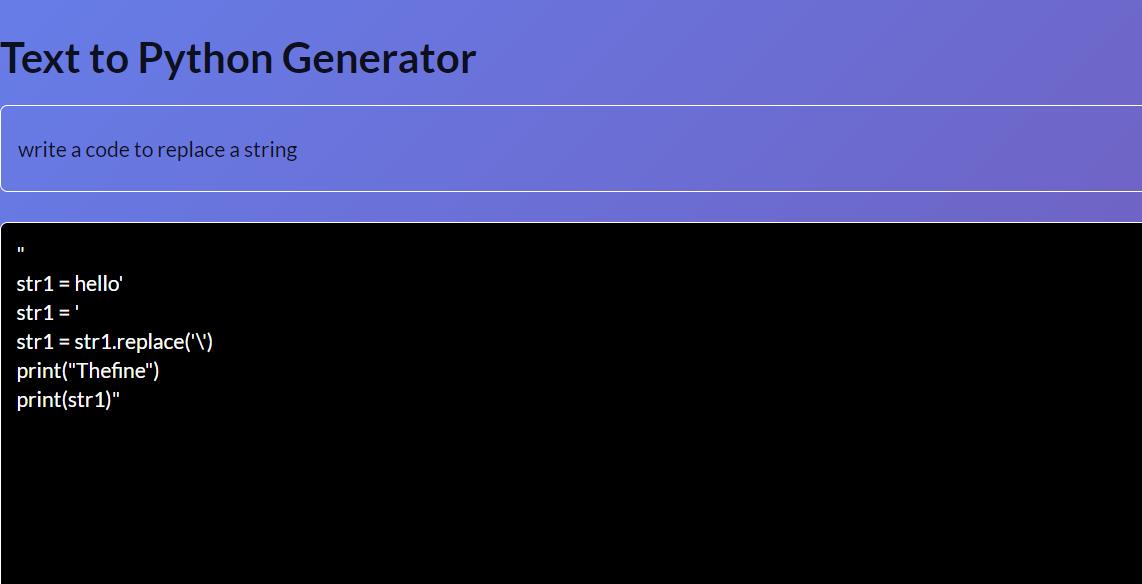 Text to Python Generator
write a code to replace a string
"
str1 = hello'
str1 = '
str1 = str1.replace('\')
print("Thefine")
print(str1)"